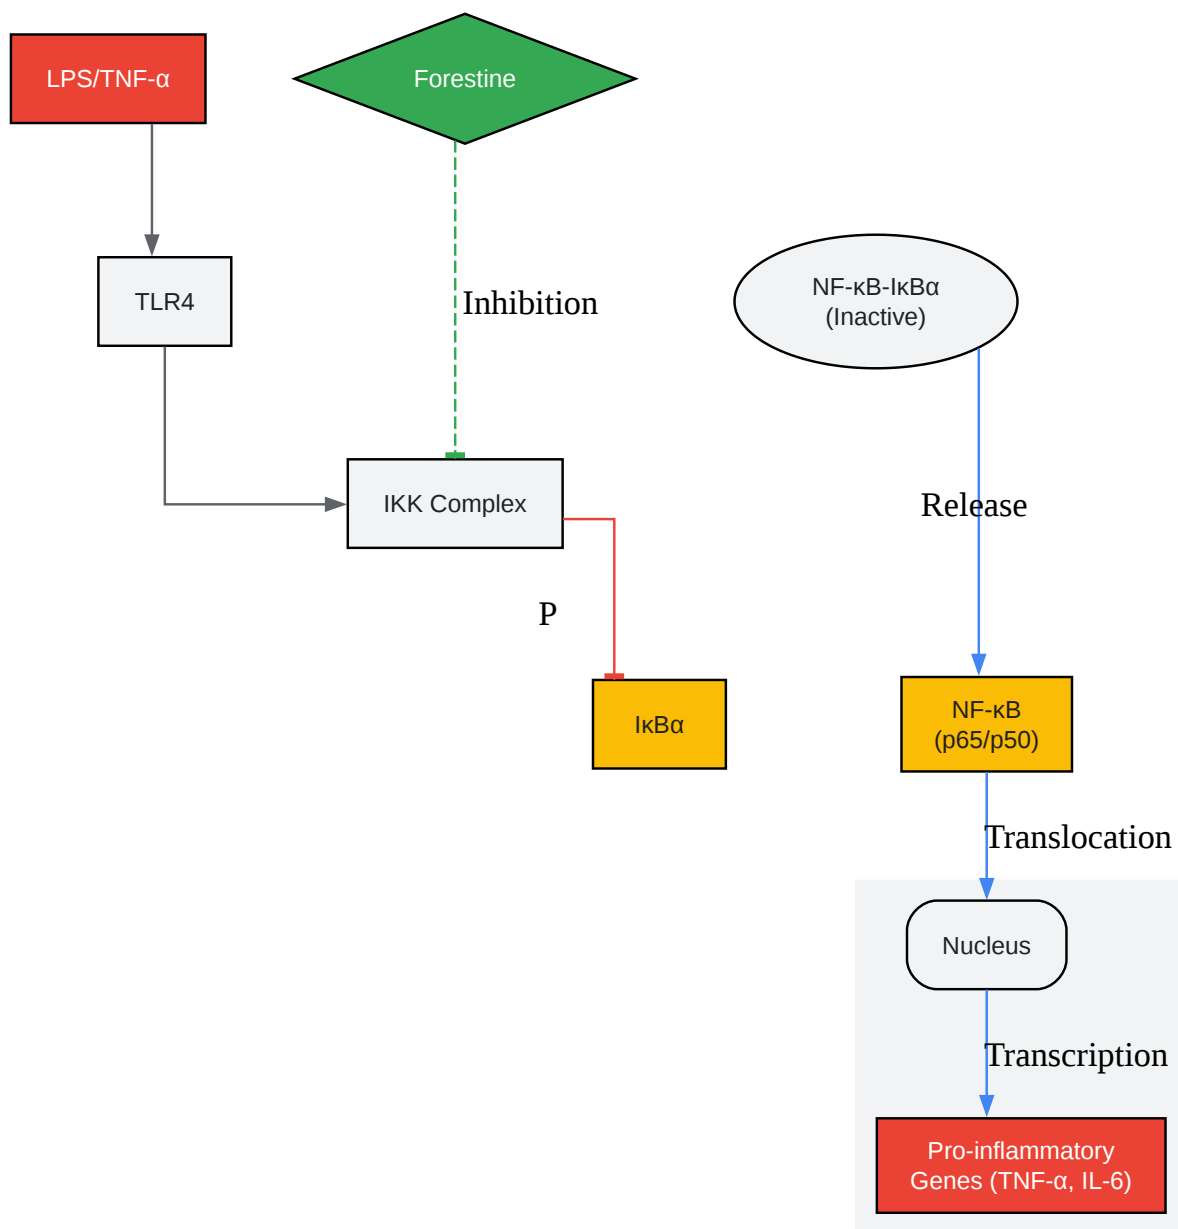 LPS/TNF-α
Forestine
TLR4
Inhibition
NF-κB-IκBα
(Inactive)
IKK Complex
Release
P
IκBα
NF-κB
(p65/p50)
Translocation
Nucleus
Transcription
Pro-inflammatory
Genes (TNF-α, IL-6)